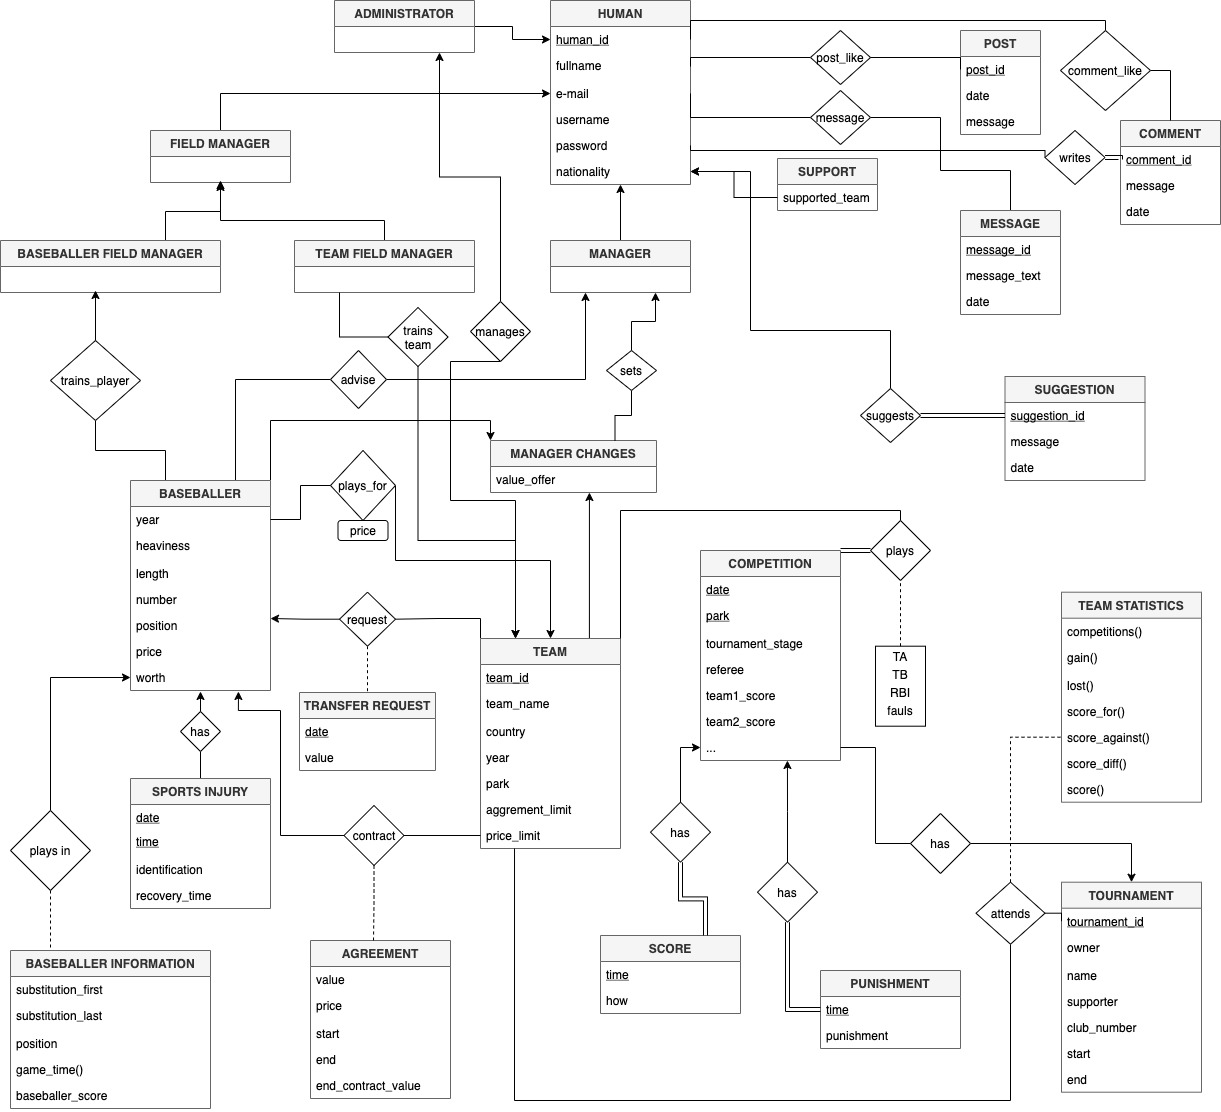 ADMINISTRATOR
HUMAN
human_id
fullname
e-mail
username
password
nationality
post_like
POST
post_id
date
message
comment_like
message
COMMENT
comment_id
message
date
writes
FIELD MANAGER
SUPPORT
supported_team
MESSAGE
message_id
message_text
date
BASEBALLER FIELD MANAGER
TEAM FIELD MANAGER
MANAGER
trains
team
manages
trains_player
advise
sets
suggests
SUGGESTION
suggestion_id
message
date
MANAGER CHANGES
value_offer
BASEBALLER
year
heaviness
length
number
position
price
worth
plays_for
price
request
TRANSFER REQUEST
date
value
TEAM
team_id
team_name
country
year
park
aggrement_limit
price_limit
COMPETITION
date
park
tournament_stage
referee
team1_score
team2_score
...
plays
TA
TB
RBI
fauls
TEAM STATISTICS
competitions()
gain()
lost()
score_for()
score_against()
score_diff()
score()
has
SPORTS INJURY
date
time
identification
recovery_time
plays in
contract
has
has
has
attends
TOURNAMENT
tournament_id
owner
name
supporter
club_number
start
end
BASEBALLER INFORMATION
substitution_first
substitution_last
position
game_time()
baseballer_score
AGREEMENT
value
price
start
end
end_contract_value
SCORE
time
how
PUNISHMENT
time
punishment